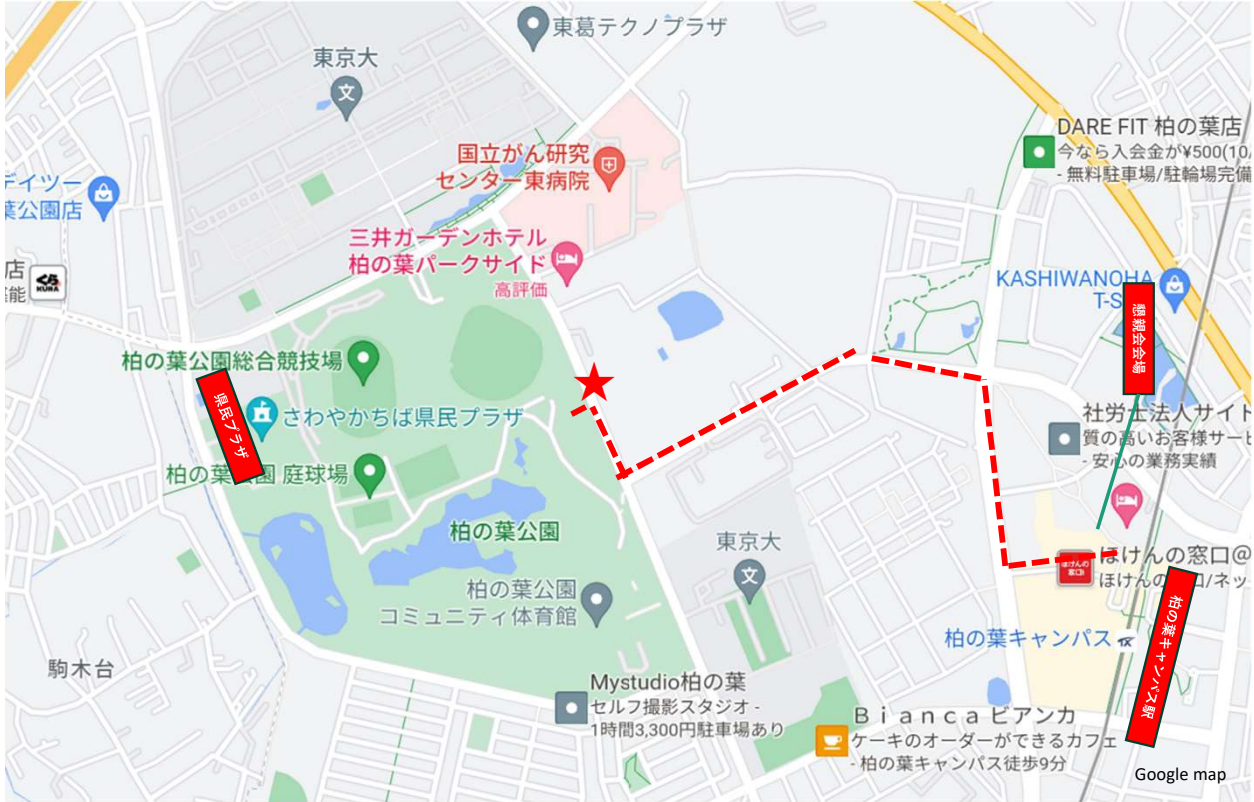 東葛テクノプラザ
東京大
文
DARE FIT 柏の葉店
今なら入会金が¥500(10/
- 無料駐車場/駐輪場完備
国立がん研究
センター東病院
デイツー
葉公園店
三井ガーデンホテル
柏の葉パークサイド
高評価
店
KURA
KASHIWANOHA
T-S
懇親会会場
柏の葉公園総合競技場
県民プラザ
さわやかちば県民プラザ
社労士法人サイト
質の高いお客様サービ
- 安心の業務実績
柏の葉公園 庭球場
柏の葉公園
東京大
文
ほけんの窓口
ほけんの窓口@
ほけんの窓口/ネッ
柏の葉公園
コミュニティ体育館
柏の葉キャンパス
TX
柏の葉キャンパス駅
駒木台
Mystudio柏の葉
セルフ撮影スタジオ -
1時間3,300円駐車場あり
Ｂｉａｎｃａ ビアンカ
ケーキのオーダーができるカフェ
- 柏の葉キャンパス徒歩9分
Google map